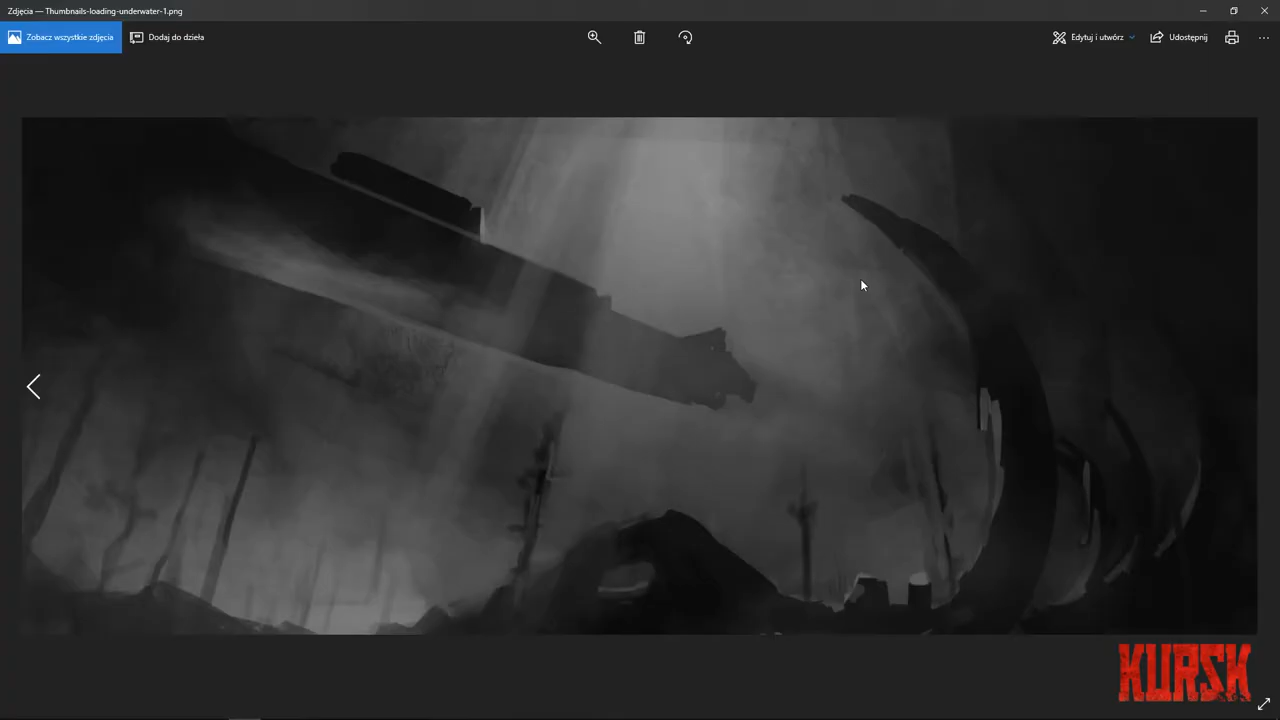 Zdjęcia — Thumbnails-loading-underwater-1.png
Zobacz wszystkie zdjęcia
Dodaj do dzieła
Edytuj i utwórz
Udostępnij
KURSK